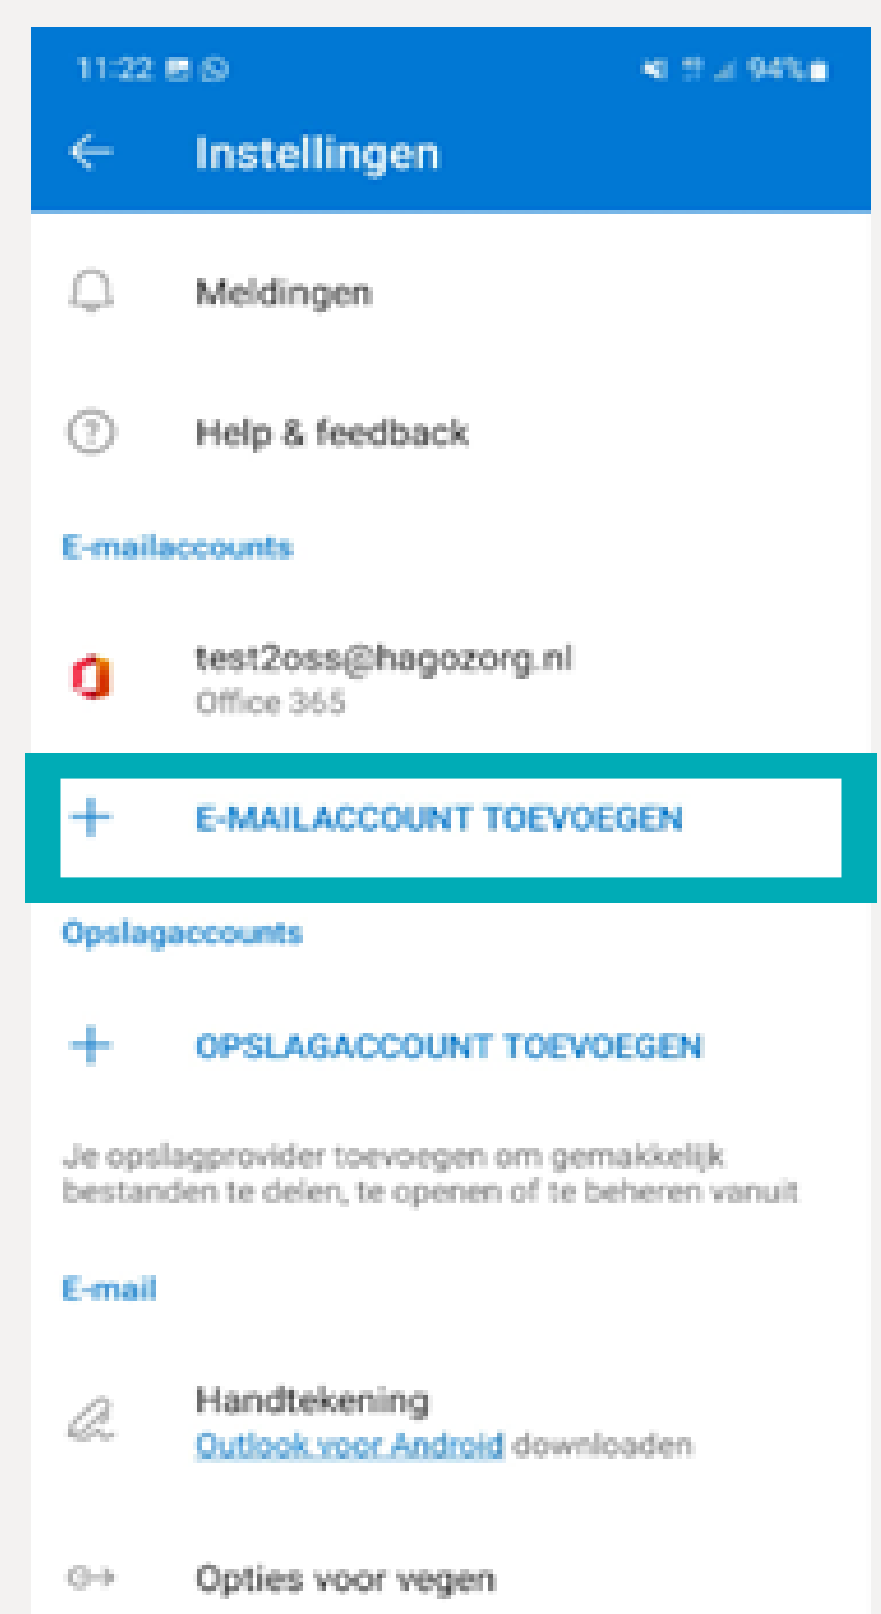 11:22 94%
Instellingen
Meldingen
Help & feedback
E-mailaccounts
test2oss@hagozorg.nl
Office 365
E-MAILACCOUNT TOEVOEGEN
Opslagaccounts
OPSLAGACCOUNT TOEVOEGEN
Je opslagprovider toevoegen om gemakkelijk
bestanden te delen, te openen of te beheren vanuit
E-mail
Handtekening
Outlook voor Android downloaden
Opties voor vegen